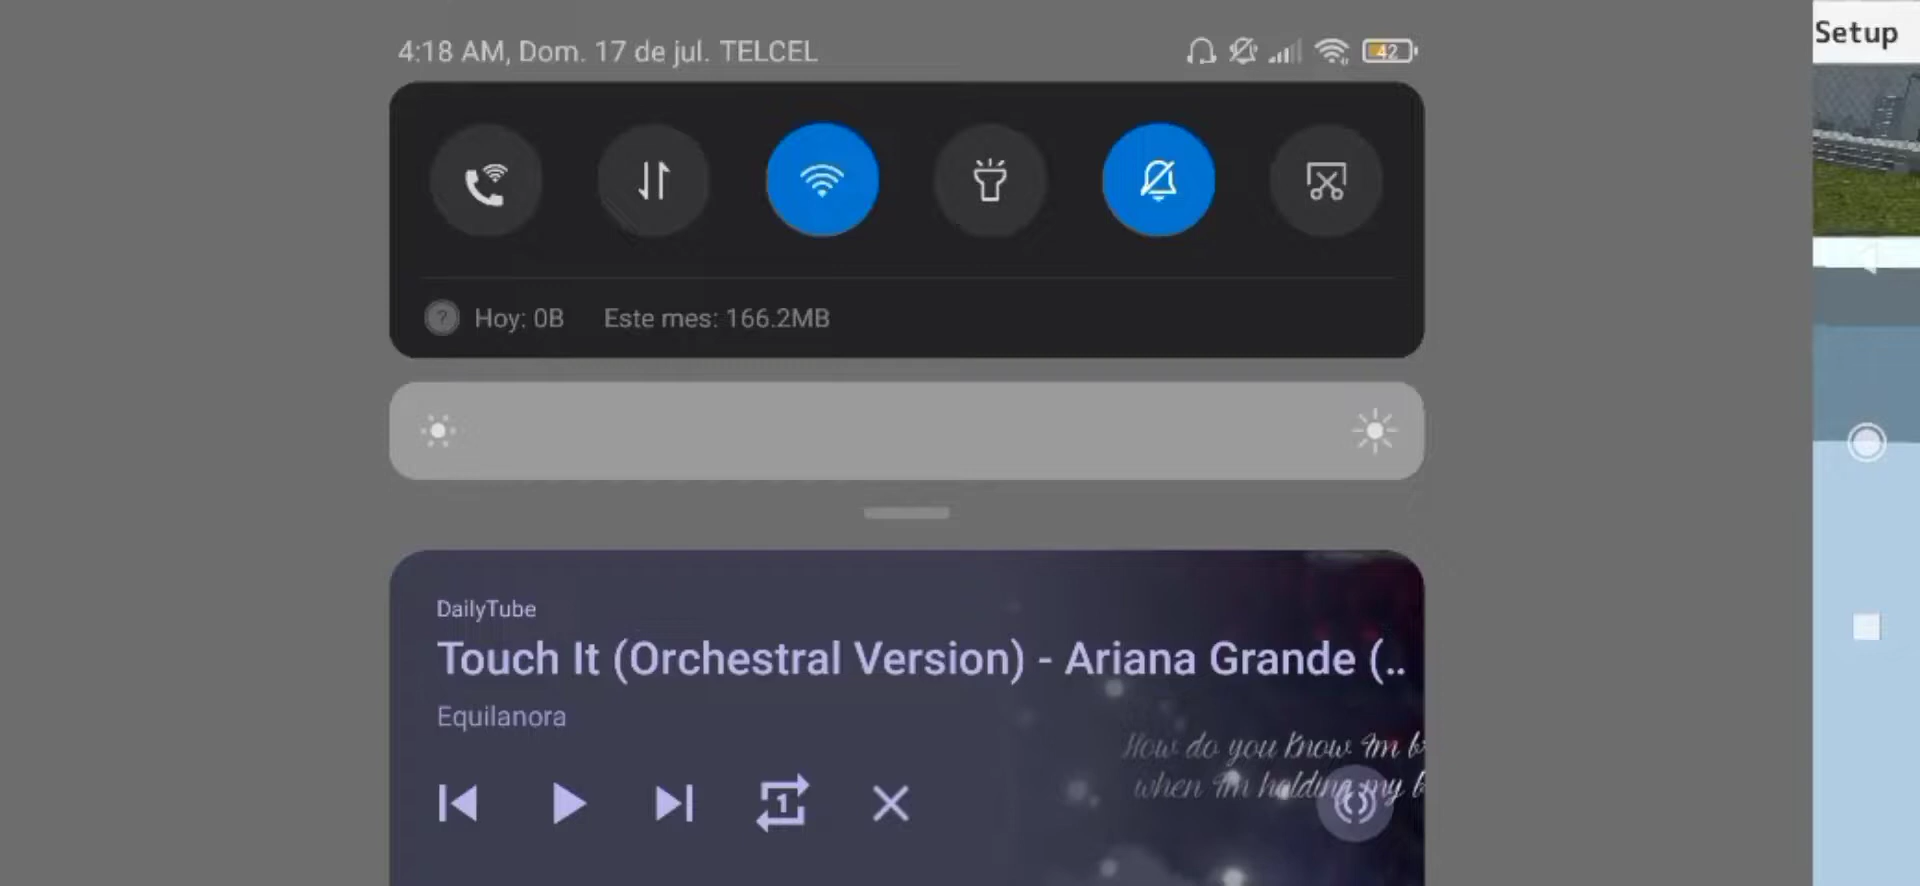 4:18 AM, Dom. 17 de jul. TELCEL
42
Setup
Hoy: 0B Este mes: 166.2MB
DailyTube
Touch It (Orchestral Version) - Ariana Grande (..
Equilanora
How do you know I'm b
when I'm holding my b
1